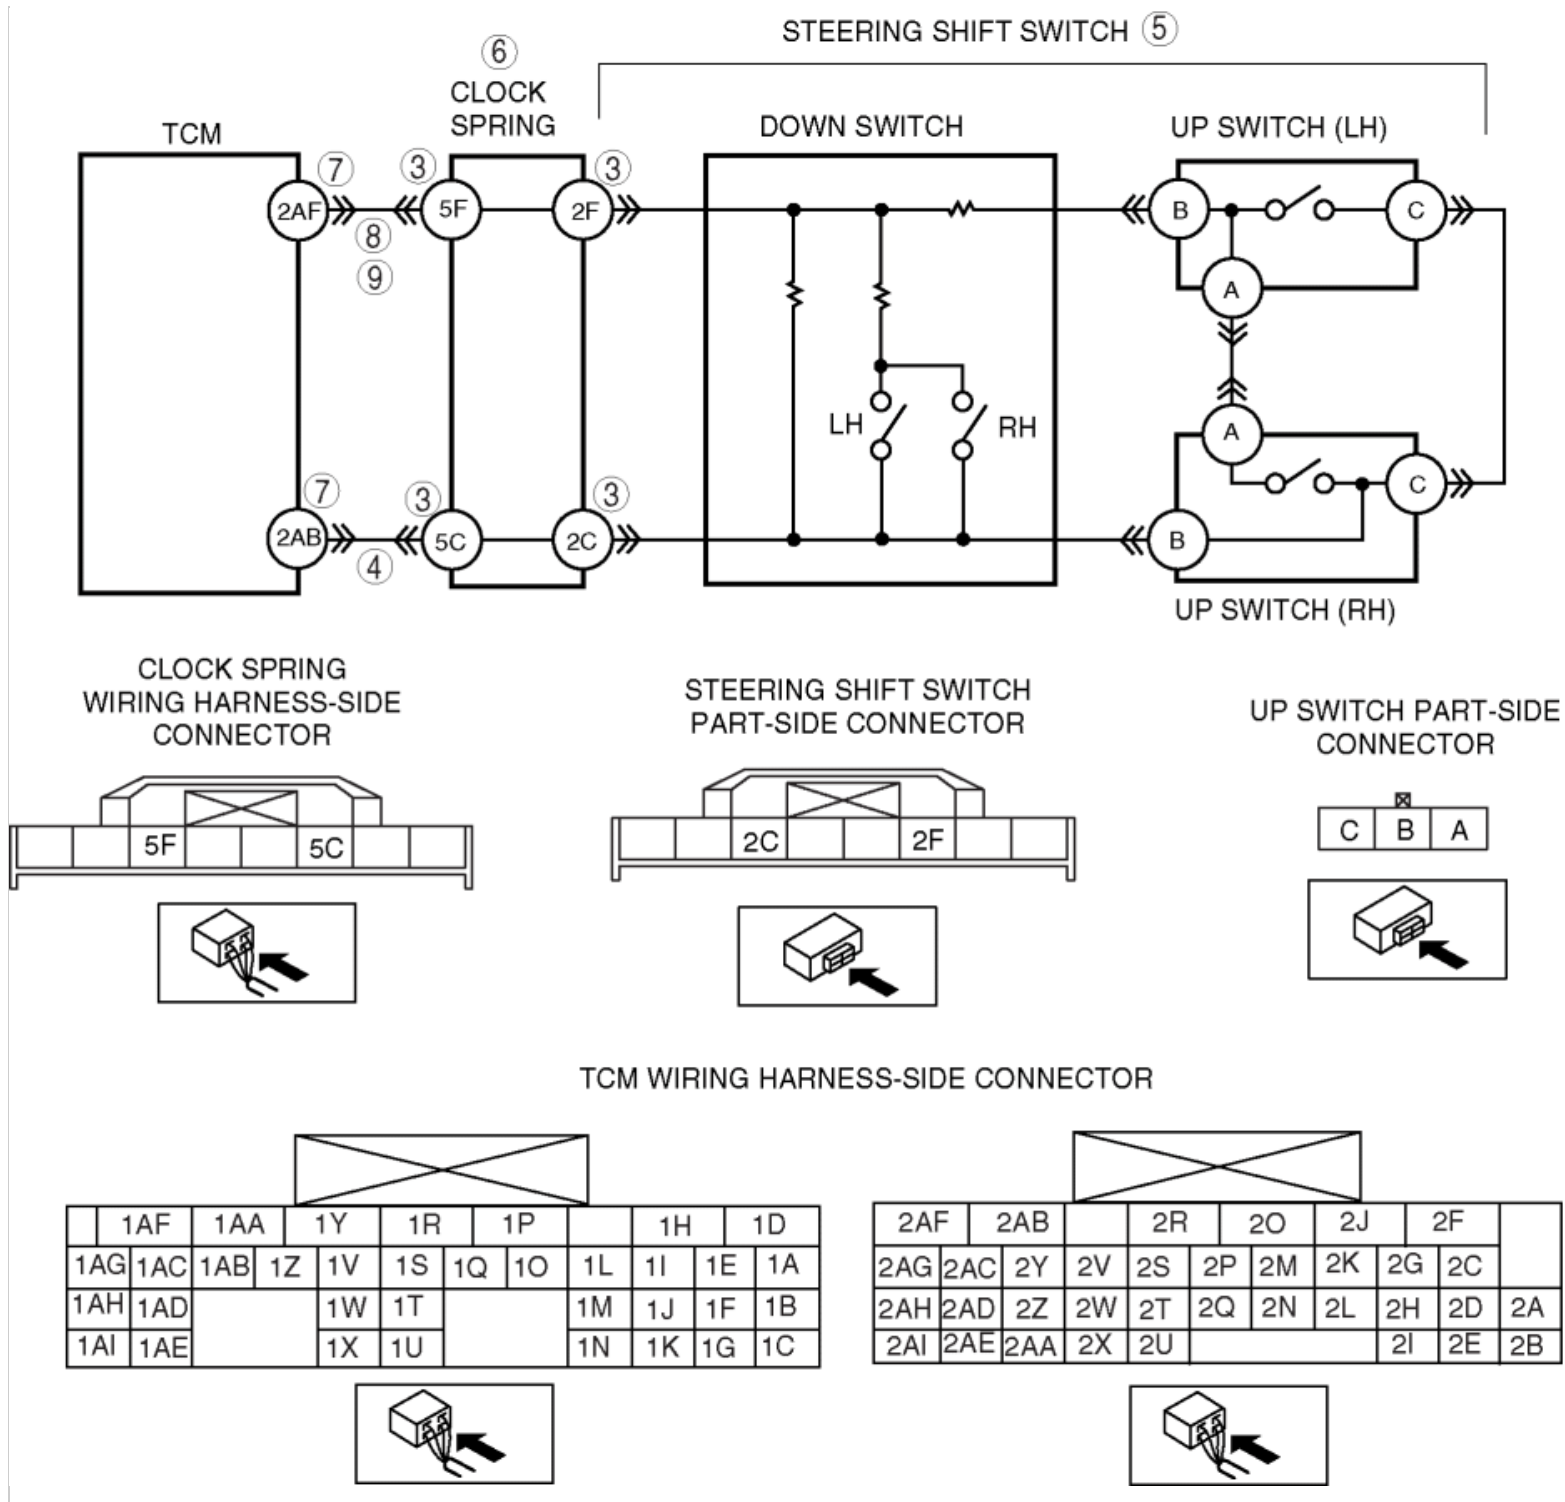 STEERING SHIFT SWITCH ⑤
⑥
CLOCK
SPRING
TCM
DOWN SWITCH
UP SWITCH (LH)
⑦ ③ ③
2AF 5F 2F B C
⑧
⑨
A
LH RH
A
⑦ ③ ③ C
2AB 5C 2C B
④
UP SWITCH (RH)
CLOCK SPRING
WIRING HARNESS-SIDE
CONNECTOR
5F 5C
STEERING SHIFT SWITCH
PART-SIDE CONNECTOR
2C 2F
UP SWITCH PART-SIDE
CONNECTOR
C B A
TCM WIRING HARNESS-SIDE CONNECTOR
1AF 1AA 1Y 1R 1P 1H 1D
1AG 1AC 1AB 1Z 1V 1S 1Q 1O 1L 1I 1E 1A
1AH 1AD 1W 1T 1M 1J 1F 1B
1AI 1AE 1X 1U 1N 1K 1G 1C
2AF 2AB 2R 2O 2J 2F
2AG 2AC 2Y 2V 2S 2P 2M 2K 2G 2C
2AH 2AD 2Z 2W 2T 2Q 2N 2L 2H 2D 2A
2AI 2AE 2AA 2X 2U 2I 2E 2B